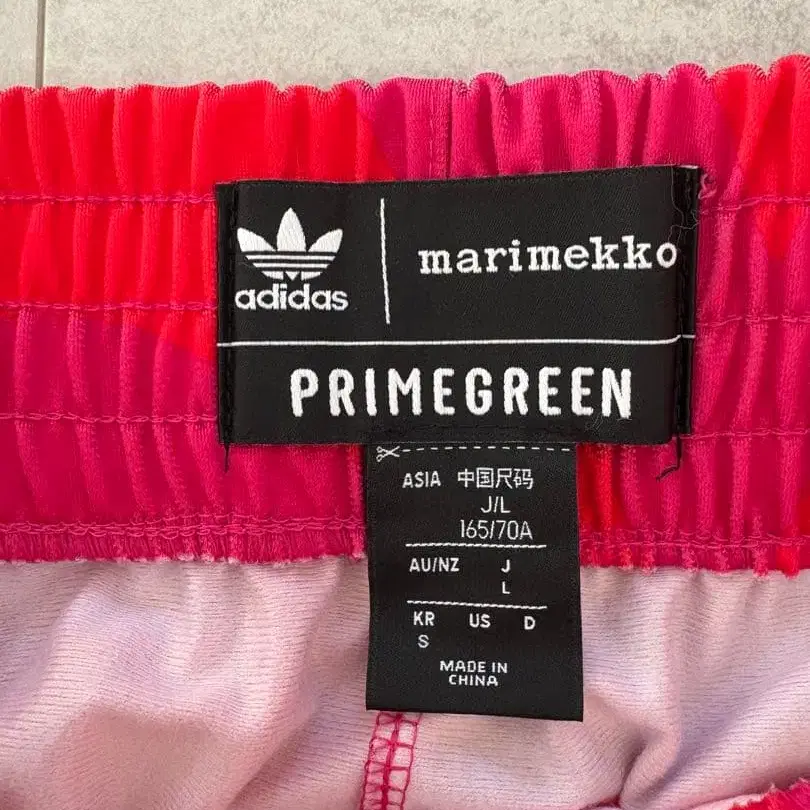 adidas
marimekko
PRIMEGREEN
ASIA 中国尺码
J/L
165/70A
AU/NZ J
L
KR US D
S
MADE IN
CHINA